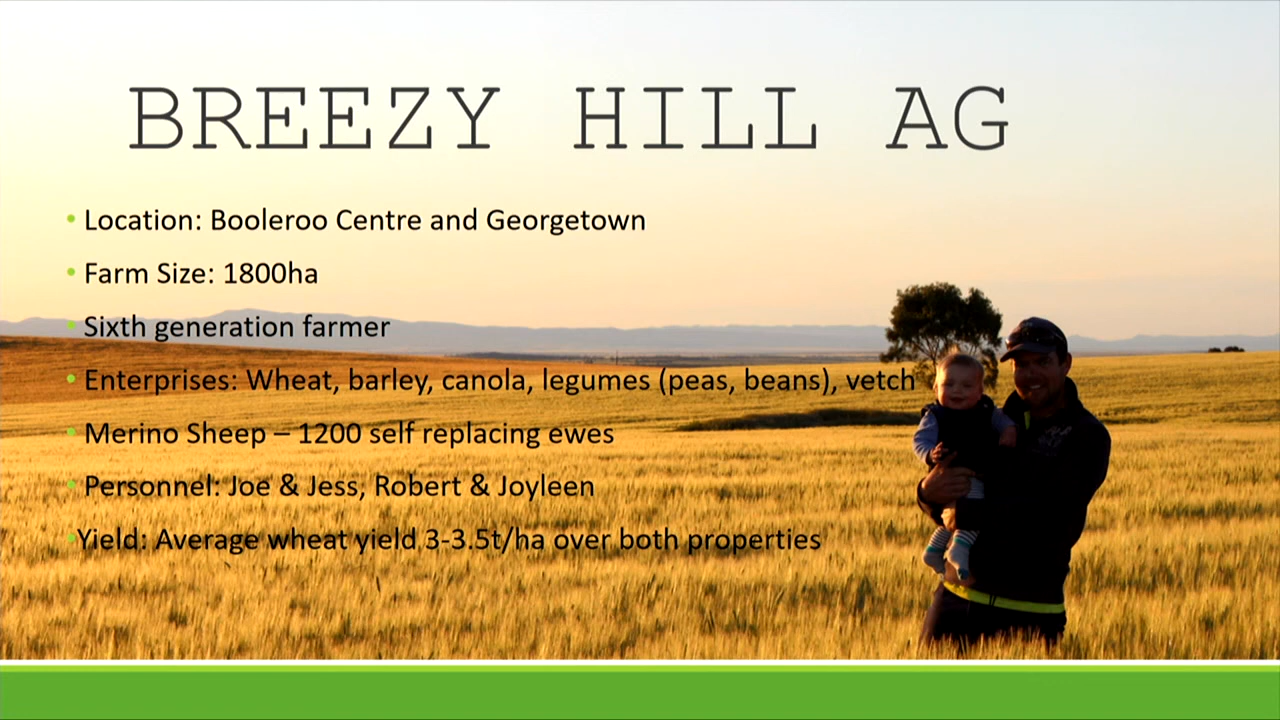 BREEZY HILL AG
• Location: Booleroo Centre and Georgetown
• Farm Size: 1800ha
• Sixth generation farmer
• Enterprises: Wheat, barley, canola, legumes (peas, beans), vetch
• Merino Sheep – 1200 self replacing ewes
• Personnel: Joe & Jess, Robert & Joyleen
•Yield: Average wheat yield 3-3.5t/ha over both properties